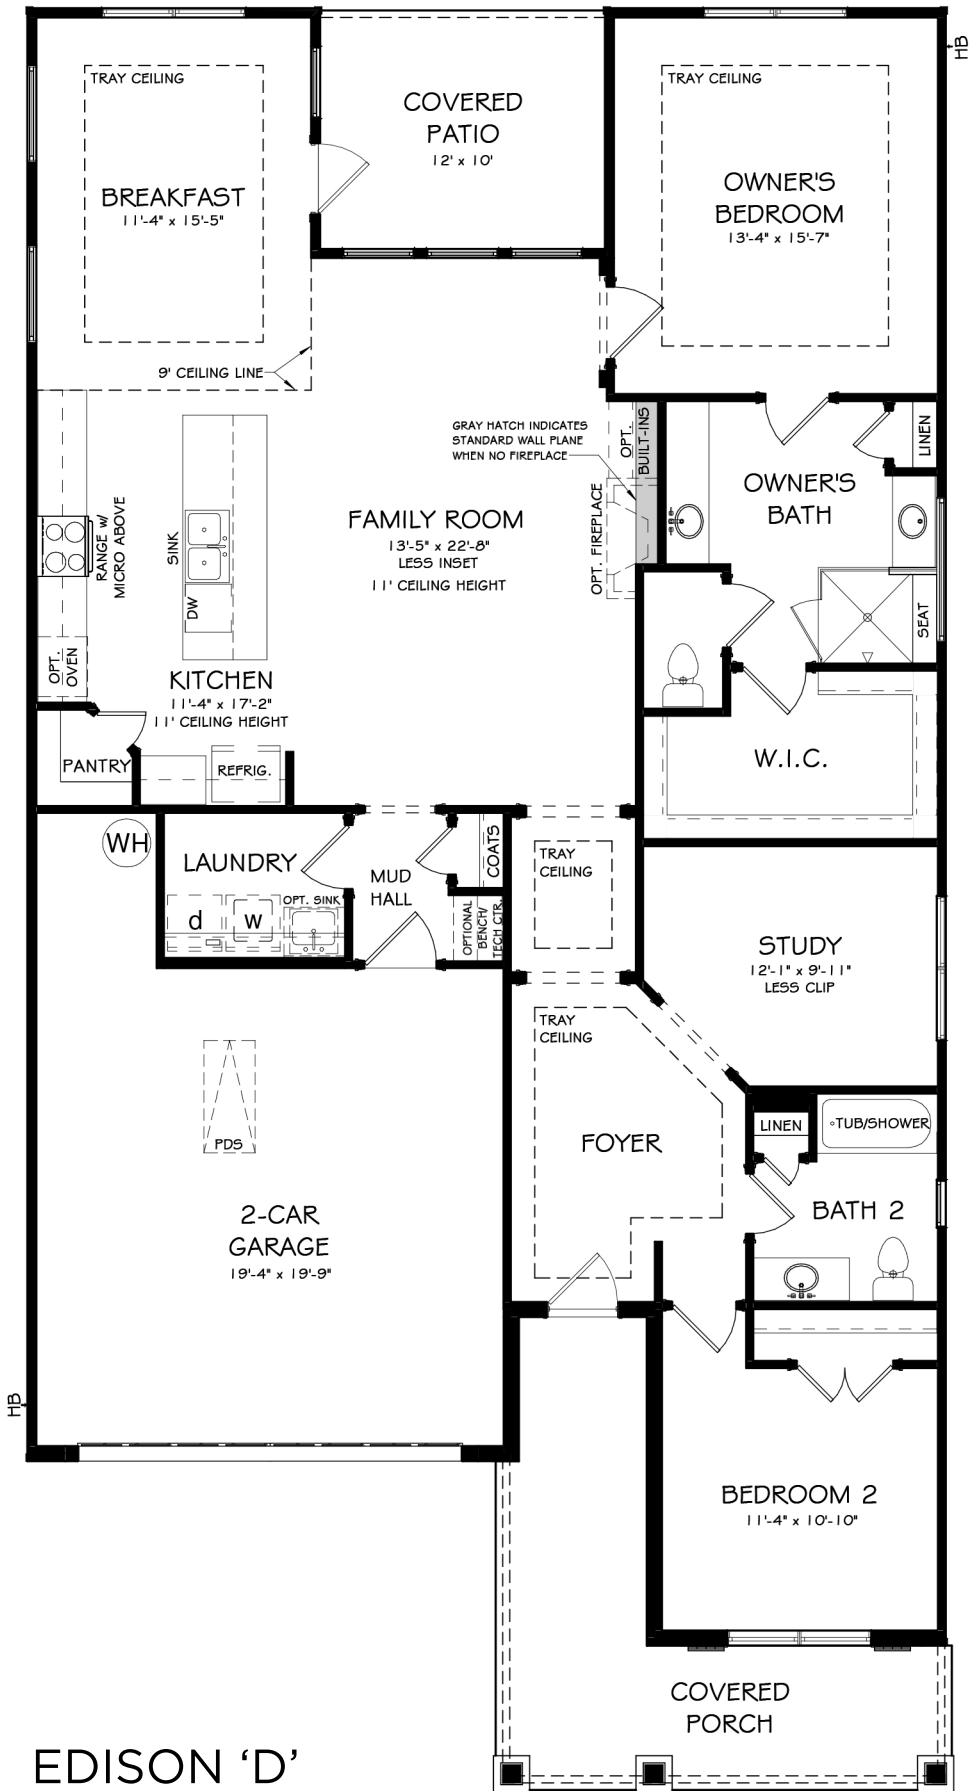 HB
TRAY CEILING
BREAKFAST
11'-4" x 15'-5"
COVERED
PATIO
12' x 10'
TRAY CEILING
OWNER'S
BEDROOM
13'-4" x 15'-7"
9' CEILING LINE
GRAY HATCH INDICATES
STANDARD WALL PLANE
WHEN NO FIREPLACE
OPT.
BUILT-INS
LINEN
OWNER'S
BATH
RANGE w/
MICRO ABOVE
SINK
DW
FAMILY ROOM
13'-5" x 22'-8"
LESS INSET
11' CEILING HEIGHT
OPT. FIREPLACE
SEAT
OPT.
OVEN
KITCHEN
11'-4" x 17'-2"
11' CEILING HEIGHT
PANTRY
REFRIG.
W.I.C.
WH
LAUNDRY
d
w
OPT. SINK
MUD
HALL
COATS
OPTIONAL
BENCH/
TECH CTR.
TRAY
CEILING
STUDY
12'-1" x 9'-11"
LESS CLIP
TRAY
CEILING
PDS
FOYER
LINEN
TUB/SHOWER
BATH 2
2-CAR
GARAGE
19'-4" x 19'-9"
HB
BEDROOM 2
11'-4" x 10'-10"
COVERED
PORCH
EDISON ‘D’